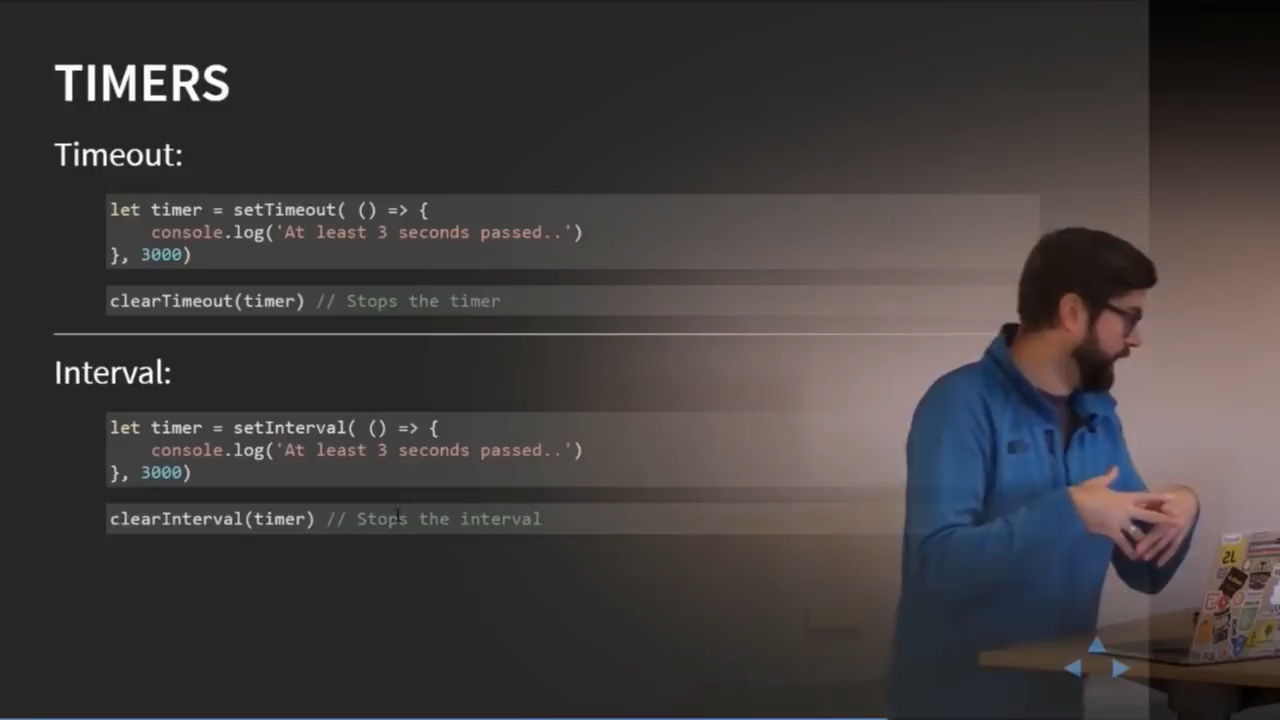 TIMERS
Timeout:
let timer = setTimeout( () => {
    console.log('At least 3 seconds passed..')
}, 3000)
clearTimeout(timer) // Stops the timer
Interval:
let timer = setInterval( () => {
    console.log('At least 3 seconds passed..')
}, 3000)
clearInterval(timer) // Stops the interval
2L